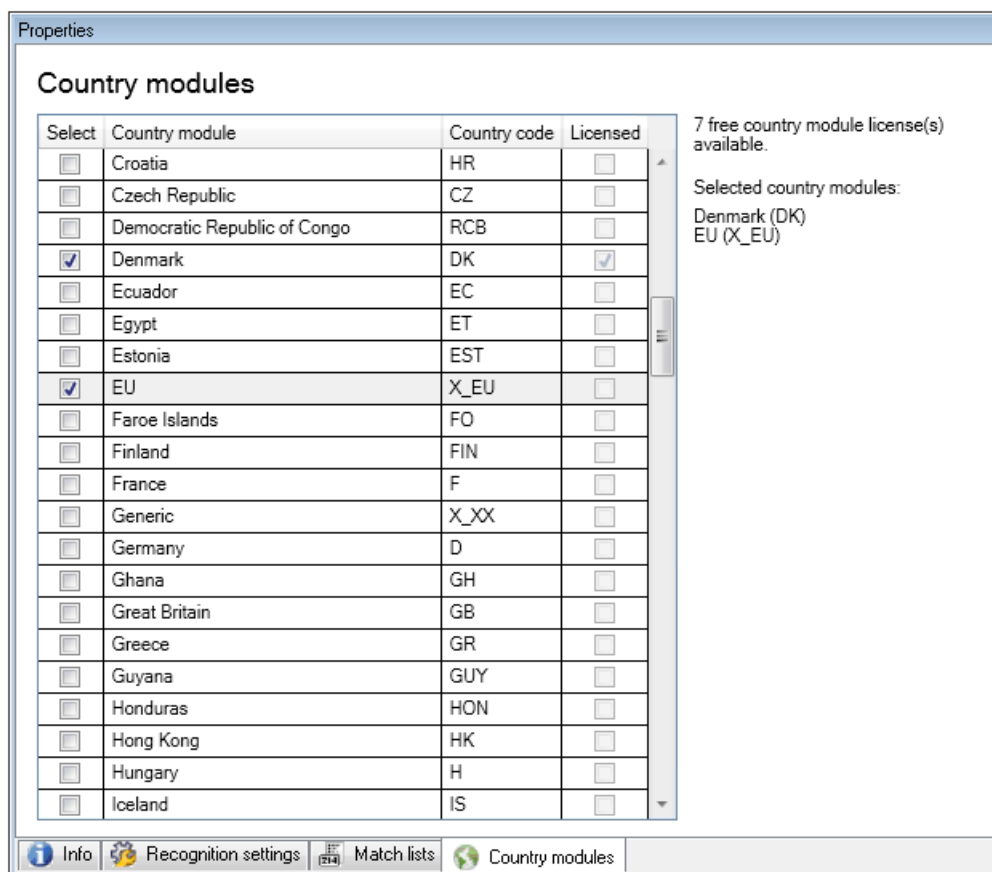 Properties
Country modules
Select Country module Country code Licensed
Croatia HR
Czech Republic CZ
Democratic Republic of Congo RCB
Denmark DK
Ecuador EC
Egypt ET
Estonia EST
EU X_EU
Faroe Islands FO
Finland FIN
France F
Generic X_XX
Germany D
Ghana GH
Great Britain GB
Greece GR
Guyana GUY
Honduras HON
Hong Kong HK
Hungary H
Iceland IS
7 free country module license(s)
available.
Selected country modules:
Denmark (DK)
EU (X_EU)
Info Recognition settings 214 Match lists Country modules